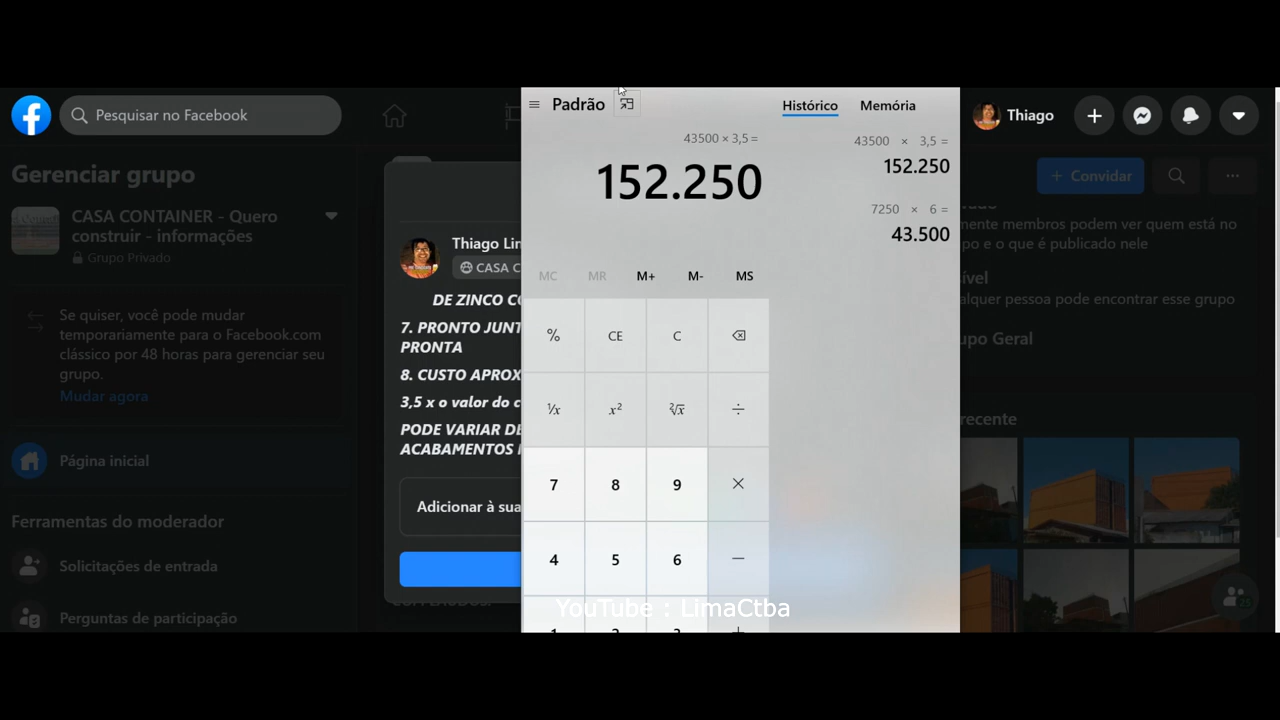 Pesquisar no Facebook
Gerenciar grupo
CASA CONTAINER - Quero
construir - informações
Grupo Privado
Se quiser, você pode mudar
temporariamente para o Facebook.com
clássico por 48 horas para gerenciar seu
grupo.
Mudar agora
Página inicial
Ferramentas do moderador
Solicitações de entrada
Perguntas de participação
Thiago Lim
CASA C
DE ZINCO CO
7. PRONTO JUNT
PRONTA
8. CUSTO APROX
3,5 x o valor do c
PODE VARIAR DE
ACABAMENTOS
Adicionar à sua
Padrão
43500 × 3,5 =
152.250
MC MR M+ M- MS
% CE C
¹/x x² ²√x ÷
7 8 9 ×
4 5 6 −
1 2 3 +
Histórico Memória
43500 × 3,5 =
152.250
7250 × 6 =
43.500
YouTube : LimaCtba
Thiago
+ Convidar
mente membros podem ver quem está no
po e o que é publicado nele
ível
alquer pessoa pode encontrar esse grupo
upo Geral
recente